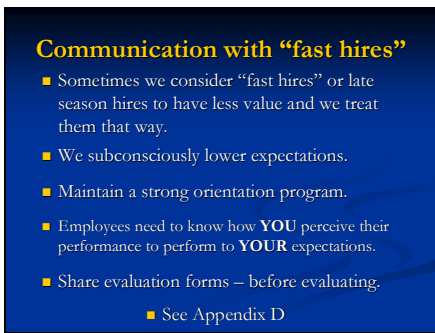 Communication with “fast hires”
■ Sometimes we consider “fast hires” or late
season hires to have less value and we treat
them that way.
■ We subconsciously lower expectations.
■ Maintain a strong orientation program.
■ Employees need to know how YOU perceive their
performance to perform to YOUR expectations.
■ Share evaluation forms – before evaluating.
■ See Appendix D